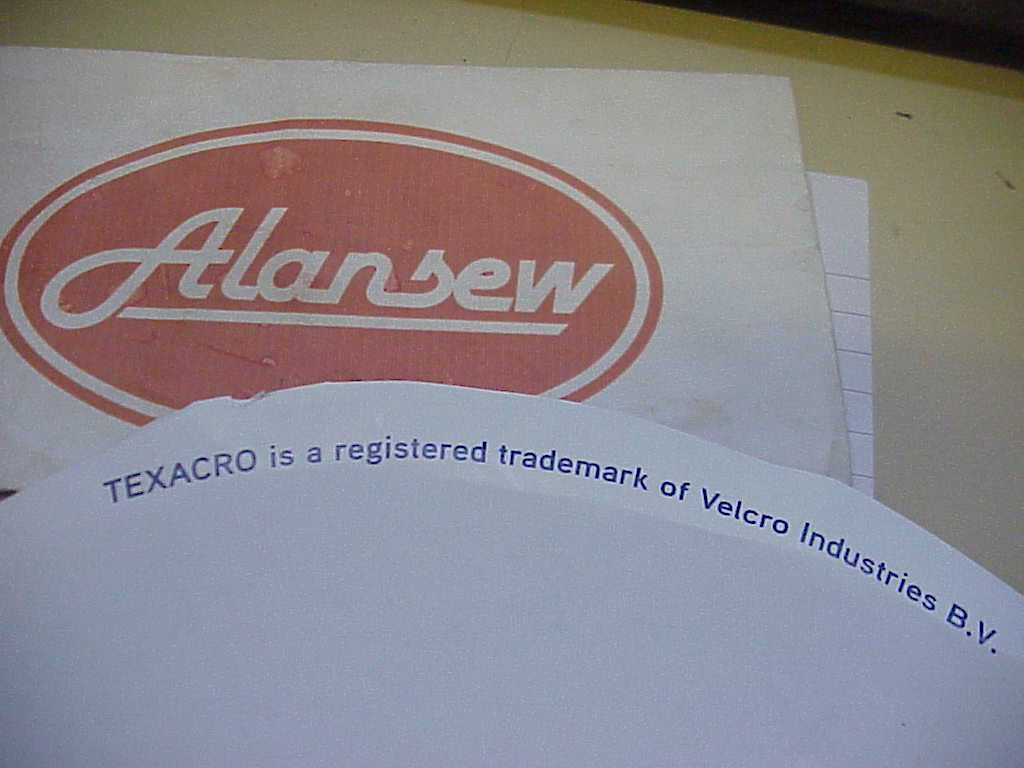 Alansew
TEXACRO is a registered trademark of Velcro Industries B.V.